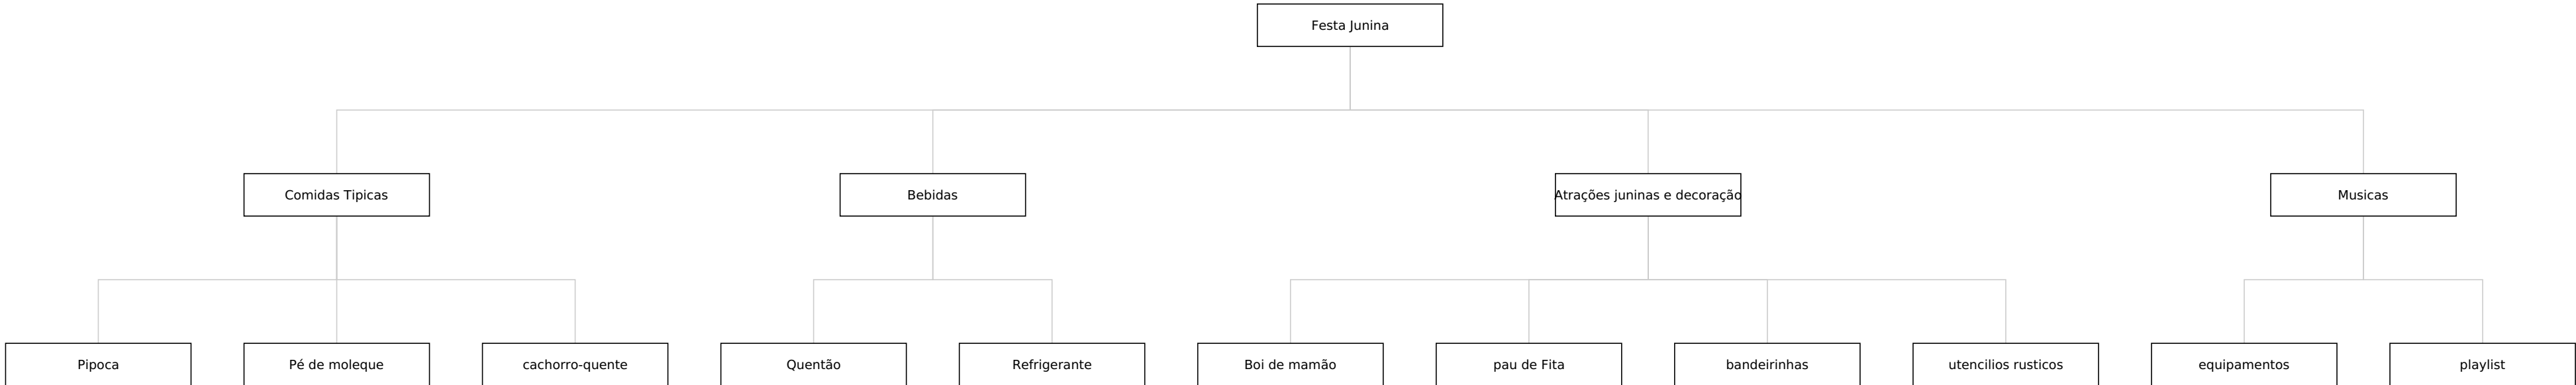 Festa Junina
Comidas Tipicas
Bebidas
Atrações juninas e decoração
Musicas
Pipoca
Pé de moleque
cachorro-quente
Quentão
Refrigerante
Boi de mamão
pau de Fita
bandeirinhas
utencilios rusticos
equipamentos
playlist